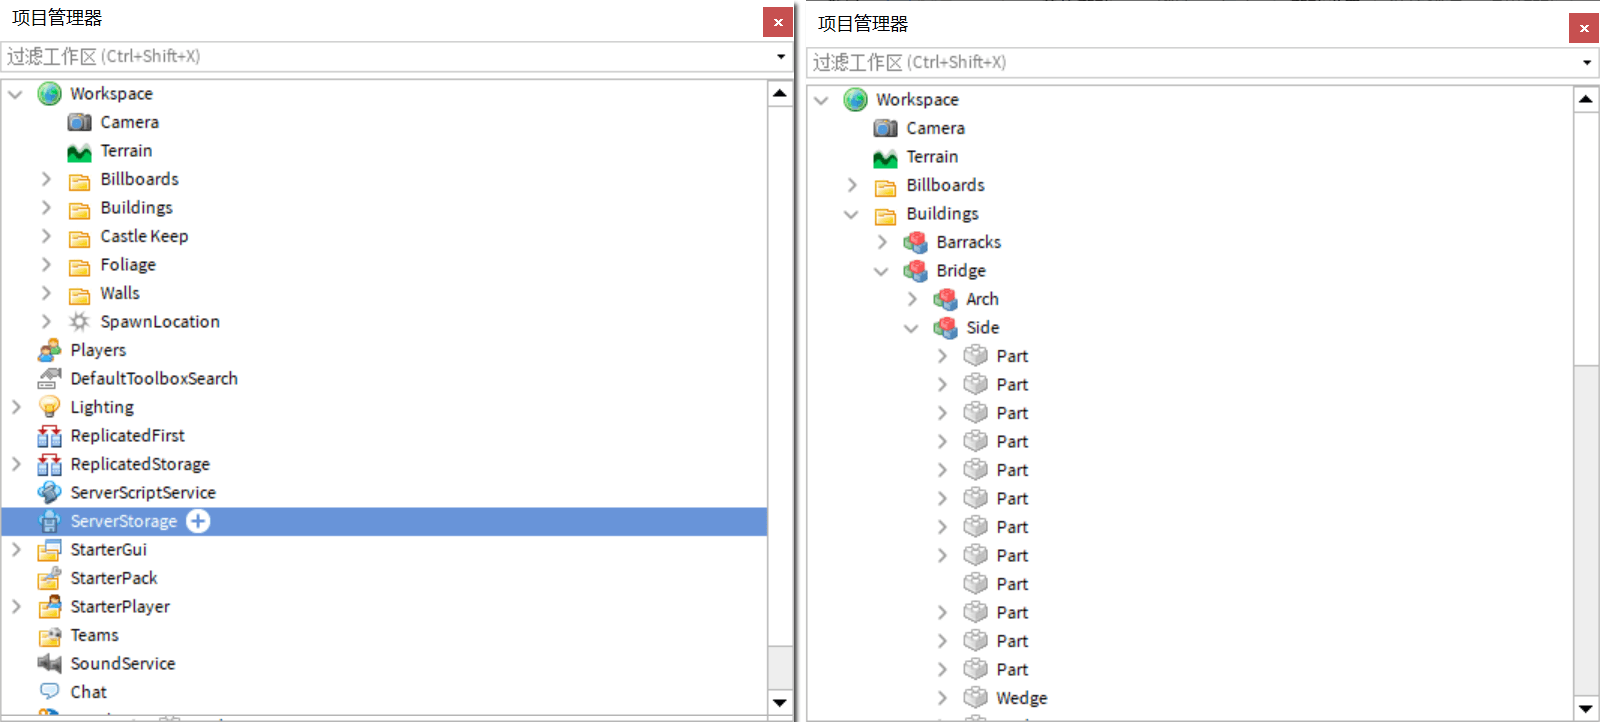 项目管理器
过滤工作区 (Ctrl+Shift+X)
Workspace
Camera
Terrain
Billboards
Buildings
Castle Keep
Foliage
Walls
SpawnLocation
Players
DefaultToolboxSearch
Lighting
ReplicatedFirst
ReplicatedStorage
ServerScriptService
ServerStorage
StarterGui
StarterPack
StarterPlayer
Teams
SoundService
Chat
项目管理器
过滤工作区 (Ctrl+Shift+X)
Workspace
Camera
Terrain
Billboards
Buildings
Barracks
Bridge
Arch
Side
Part
Part
Part
Part
Part
Part
Part
Part
Part
Part
Part
Part
Wedge